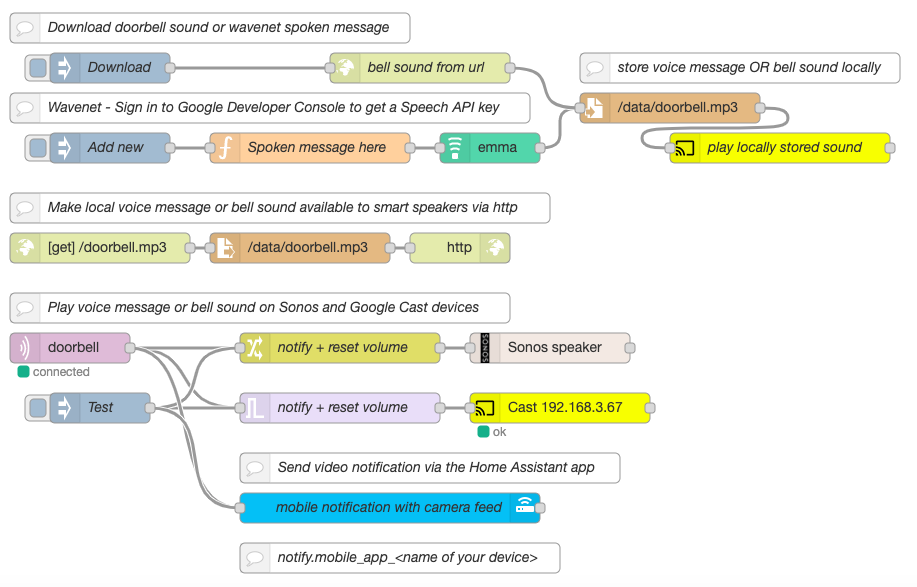 Download doorbell sound or wavenet spoken message
Download
bell sound from url
store voice message OR bell sound locally
Wavenet - Sign in to Google Developer Console to get a Speech API key
/data/doorbell.mp3
Add new
Spoken message here
emma
play locally stored sound
Make local voice message or bell sound available to smart speakers via http
[get] /doorbell.mp3
/data/doorbell.mp3
http
Play voice message or bell sound on Sonos and Google Cast devices
doorbell
notify + reset volume
SONOS
Sonos speaker
connected
Test
notify + reset volume
Cast 192.168.3.67
ok
Send video notification via the Home Assistant app
mobile notification with camera feed
notify.mobile_app_<name of your device>